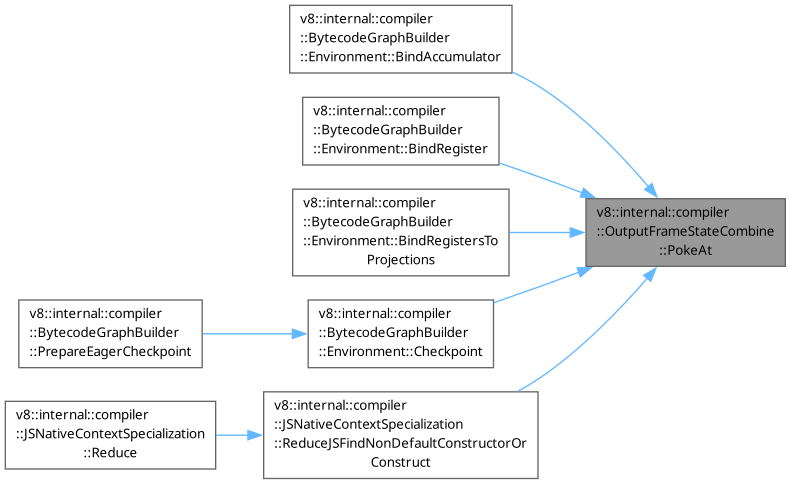 v8::internal::compiler
::BytecodeGraphBuilder
::Environment::BindAccumulator
v8::internal::compiler
::BytecodeGraphBuilder
::Environment::BindRegister
v8::internal::compiler
::BytecodeGraphBuilder
::Environment::BindRegistersTo
Projections
v8::internal::compiler
::OutputFrameStateCombine
::PokeAt
v8::internal::compiler
::BytecodeGraphBuilder
::PrepareEagerCheckpoint
v8::internal::compiler
::BytecodeGraphBuilder
::Environment::Checkpoint
v8::internal::compiler
::JSNativeContextSpecialization
::Reduce
v8::internal::compiler
::JSNativeContextSpecialization
::ReduceJSFindNonDefaultConstructorOr
Construct